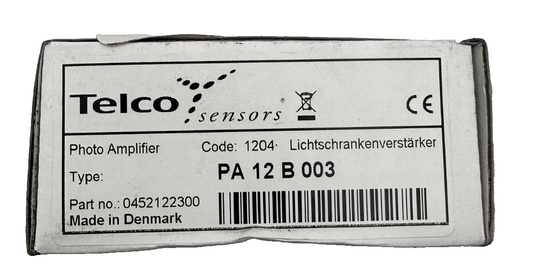 Telco
sensors ®
CE
Photo Amplifier Code: 1204· Lichtschrankenverstärker
Type: PA 12 B 003
Part no.: 0452122300
Made in Denmark